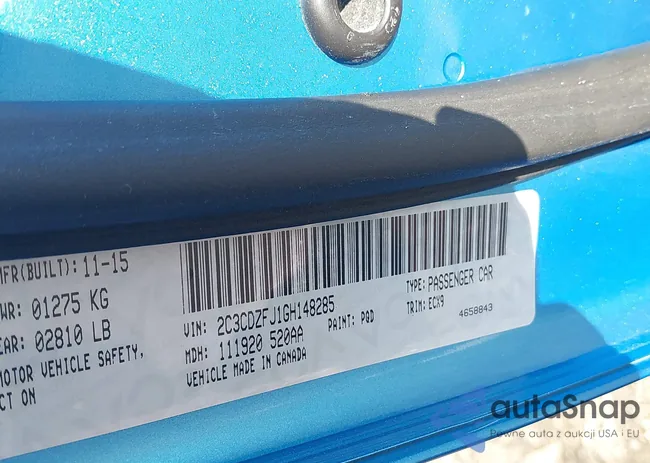 MFR(BUILT): 11-15
WR: 01275 KG
EAR: 02810 LB
MOTOR VEHICLE SAFETY,
CT ON
VIN: 2C3CDZFJ1GH148285
TYPE: PASSENGER CAR
MDH: 111920 520AA
PAINT: PQD
TRIM: ECX9
VEHICLE MADE IN CANADA
4658843
autaSnap
Pewne auta z aukcji USA i EU